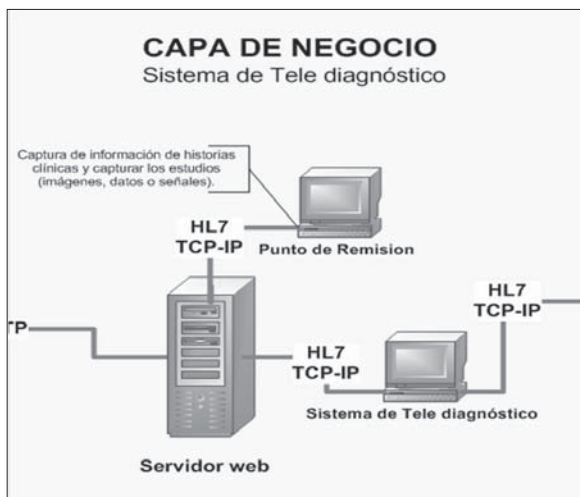 CAPA DE NEGOCIO
Sistema de Tele diagnóstico
Captura de información de historias
clínicas y capturar los estudios
(imágenes, datos o señales).
HL7
TCP-IP
Punto de Remision
TP
HL7
TCP-IP
HL7
TCP-IP
Sistema de Tele diagnóstico
Servidor web